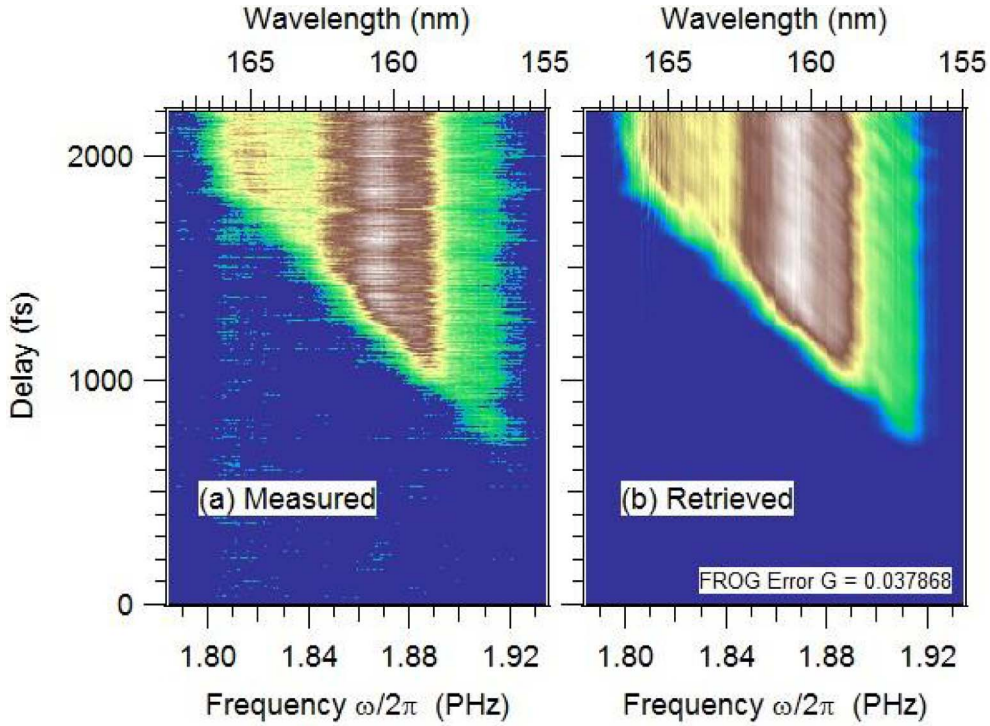 Wavelength (nm)
Wavelength (nm)
165 160 155
165 160 155
Delay (fs)
2000
1000
0
(a) Measured
(b) Retrieved
FROG Error G = 0.037868
1.80 1.84 1.88 1.92
1.80 1.84 1.88 1.92
Frequency ω/2π (PHz)
Frequency ω/2π (PHz)